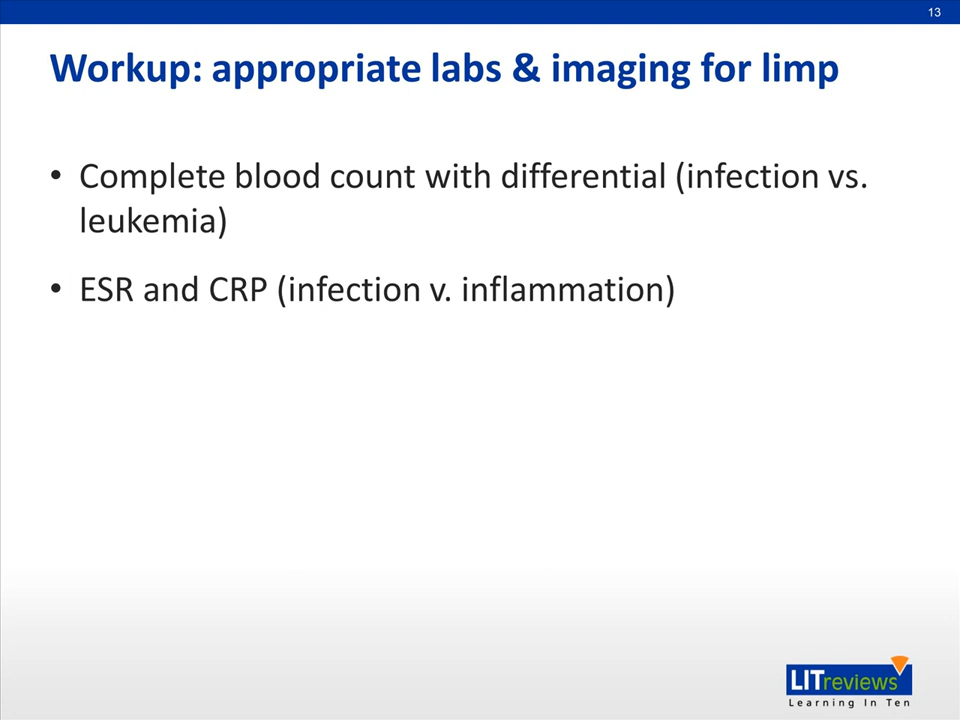 13
Workup: appropriate labs & imaging for limp
• Complete blood count with differential (infection vs.
leukemia)
• ESR and CRP (infection v. inflammation)
LITreviews
Learning In Ten